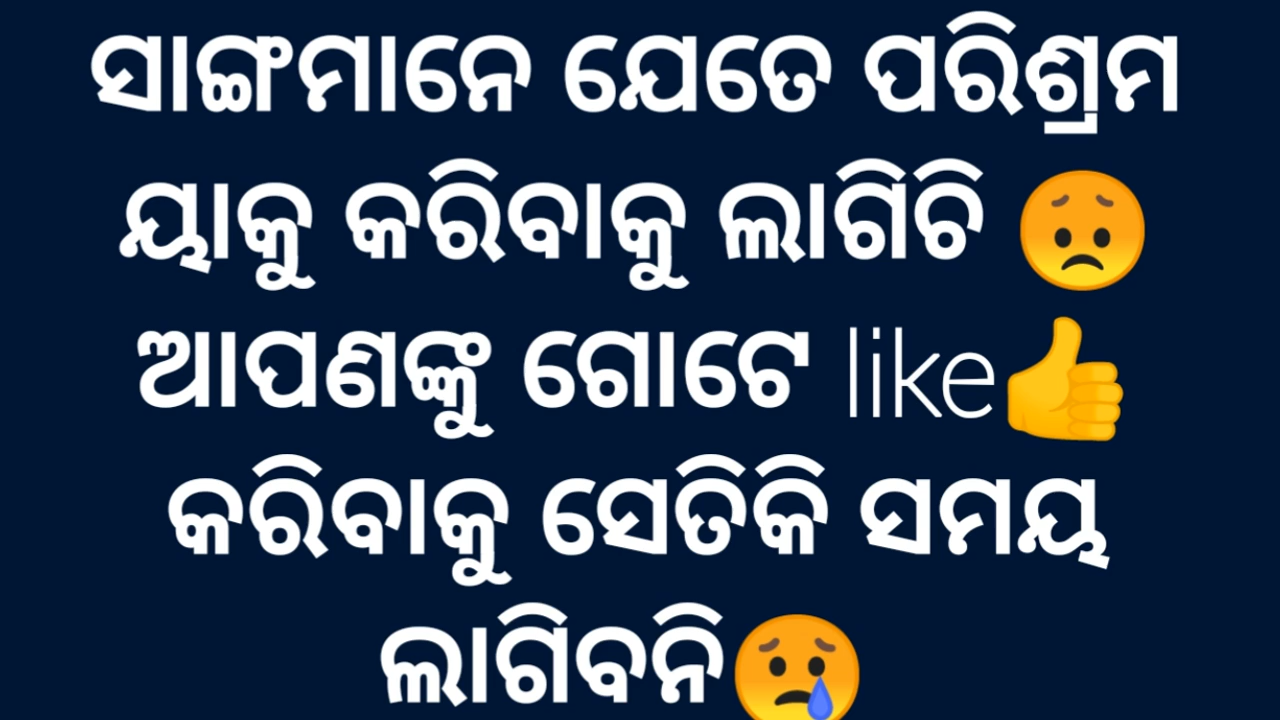 ସାଙ୍ଗମାନେ ଯେତେ ପରିଶ୍ରମ
ୟାକୁ କରିବାକୁ ଲାଗିଚି 😟
ଆପଣଙ୍କୁ ଗୋଟେ like👍
କରିବାକୁ ସେତିକି ସମୟ
ଲାଗିବନି😢